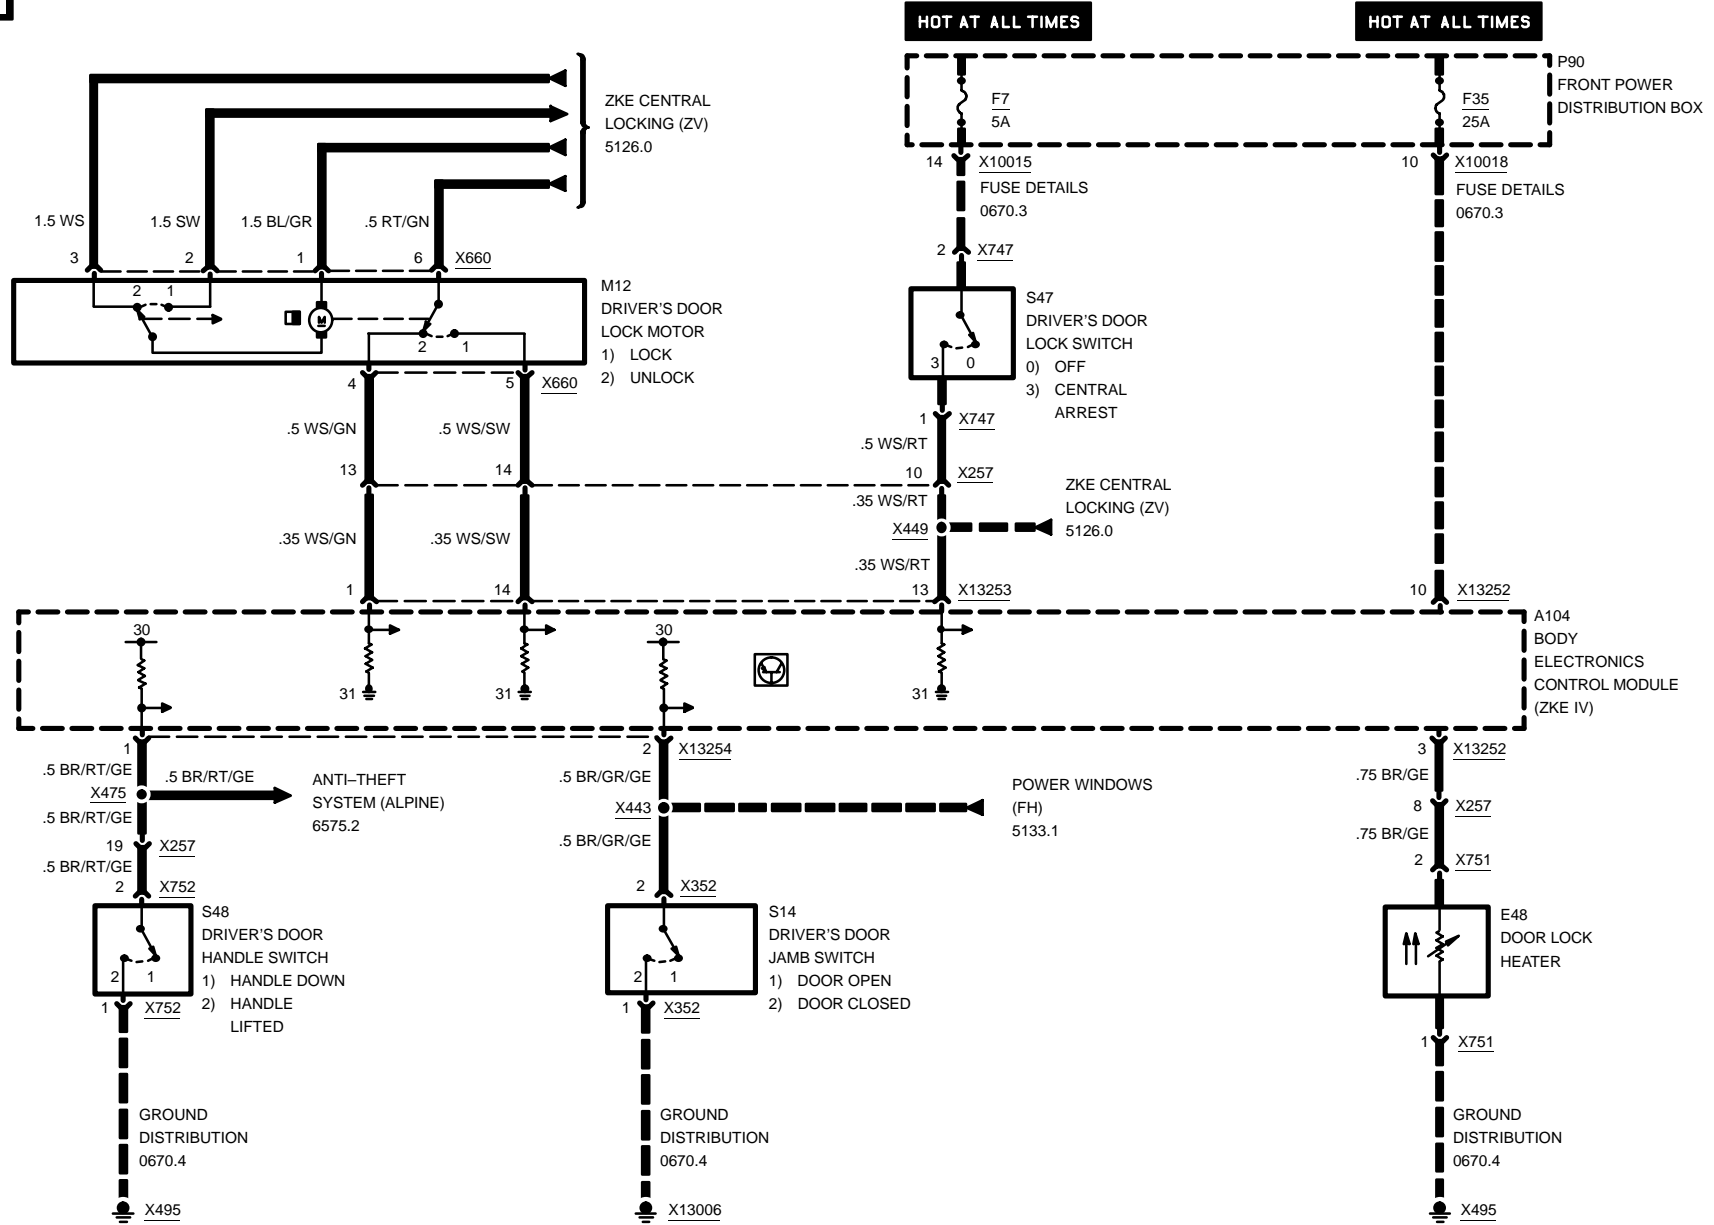 HOT AT ALL TIMES
HOT AT ALL TIMES
P90
FRONT POWER
DISTRIBUTION BOX
F7
5A
F35
25A
ZKE CENTRAL
LOCKING (ZV)
5126.0
14 X10015
FUSE DETAILS
0670.3
10 X10018
FUSE DETAILS
0670.3
1.5 WS
1.5 SW
1.5 BL/GR
.5 RT/GN
3
2
1
6 X660
2 X747
2 1
M
2 1
M12
DRIVER'S DOOR
LOCK MOTOR
1) LOCK
2) UNLOCK
S47
DRIVER'S DOOR
LOCK SWITCH
0) OFF
3) CENTRAL
ARREST
3 0
4
5 X660
1 X747
.5 WS/GN
.5 WS/SW
.5 WS/RT
13
14
10 X257
.35 WS/RT
ZKE CENTRAL
LOCKING (ZV)
5126.0
X449
.35 WS/GN
.35 WS/SW
.35 WS/RT
1
14
13 X13253
10 X13252
A104
BODY
ELECTRONICS
CONTROL MODULE
(ZKE IV)
30
30
31
31
31
1
2 X13254
3 X13252
.5 BR/RT/GE
.5 BR/RT/GE
X475
.5 BR/RT/GE
ANTI–THEFT
SYSTEM (ALPINE)
6575.2
.5 BR/GR/GE
X443
.5 BR/GR/GE
POWER WINDOWS
(FH)
5133.1
.75 BR/GE
8 X257
.75 BR/GE
19 X257
.5 BR/RT/GE
2 X752
2 X352
2 X751
S48
DRIVER'S DOOR
HANDLE SWITCH
1) HANDLE DOWN
2) HANDLE
LIFTED
2 1
S14
DRIVER'S DOOR
JAMB SWITCH
1) DOOR OPEN
2) DOOR CLOSED
2 1
E48
DOOR LOCK
HEATER
1 X752
1 X352
1 X751
GROUND
DISTRIBUTION
0670.4
GROUND
DISTRIBUTION
0670.4
GROUND
DISTRIBUTION
0670.4
X495
X13006
X495